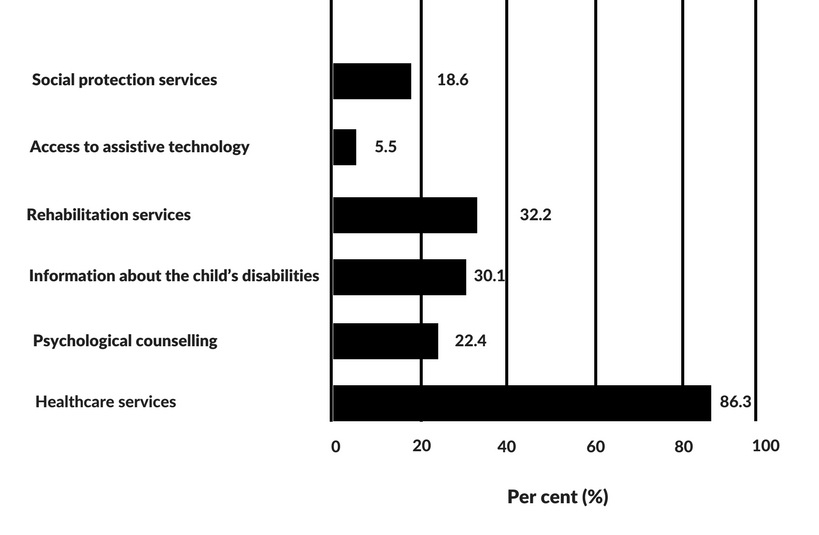 Social protection services 18.6
Access to assistive technology 5.5
Rehabilitation services 32.2
Information about the child’s disabilities 30.1
Psychological counselling 22.4
Healthcare services 86.3
0 20 40 60 80 100
Per cent (%)